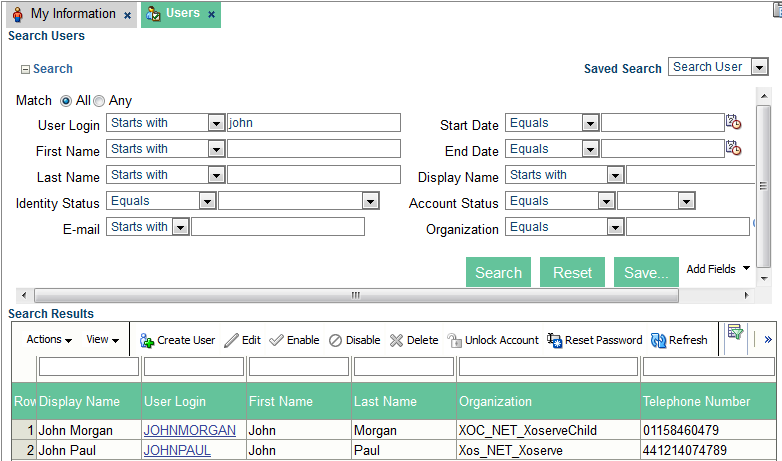 My Information x Users x
Search Users
Search Saved Search Search User
Match All Any
User Login Starts with john Start Date Equals
First Name Starts with End Date Equals
Last Name Starts with Display Name Starts with
Identity Status Equals Account Status Equals
E-mail Starts with Organization Equals
Search Reset Save... Add Fields
Search Results
Actions View Create User Edit Enable Disable Delete Unlock Account Reset Password Refresh »
Row Display Name User Login First Name Last Name Organization Telephone Number
1 John Morgan JOHNMORGAN John Morgan XOC_NET_XoserveChild 01158460479
2 John Paul JOHNPAUL John Paul Xos_NET_Xoserve 441214074789